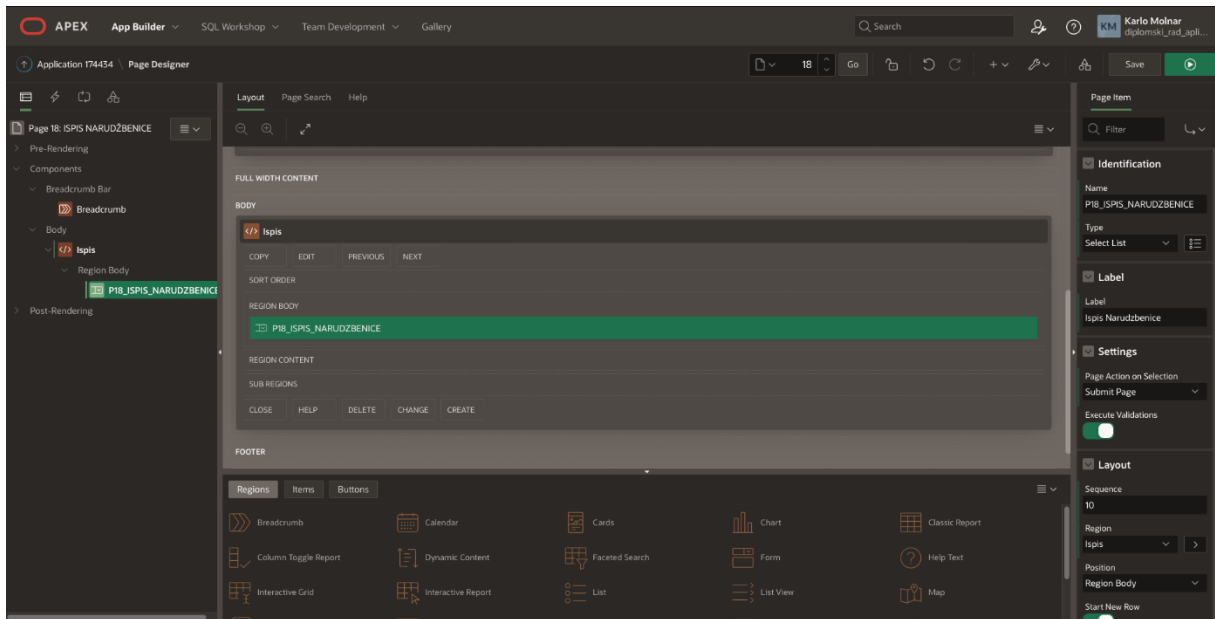 APEX App Builder SQL Workshop Team Development Gallery Search KM Karlo Molnar
diplomski_rad_apli...
Application 174434 \ Page Designer 18 Go Save
Layout Page Search Help Page Item
Page 18: ISPIS NARUDŽBENICE
Filter
Pre-Rendering
Components
Breadcrumb Bar
Breadcrumb
Body
Ispis
Region Body
P18_ISPIS_NARUDZBENICE
Post-Rendering
FULL WIDTH CONTENT
BODY
Ispis
COPY EDIT PREVIOUS NEXT
SORT ORDER
REGION BODY
P18_ISPIS_NARUDZBENICE
REGION CONTENT
SUB REGIONS
CLOSE HELP DELETE CHANGE CREATE
FOOTER
Regions Items Buttons
Breadcrumb Calendar Cards Chart Classic Report
Column Toggle Report Dynamic Content Faceted Search Form Help Text
Interactive Grid Interactive Report List List View Map
Identification
Name
P18_ISPIS_NARUDZBENICE
Type
Select List
Label
Label
Ispis Narudzbenice
Settings
Page Action on Selection
Submit Page
Execute Validations
Layout
Sequence
10
Region
Ispis
Position
Region Body
Start New Row